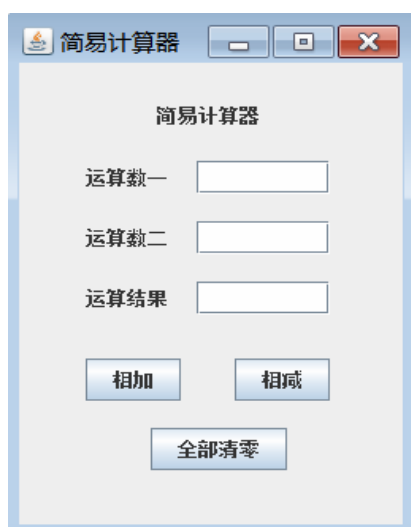 简易计算器
简易计算器
运算数一
运算数二
运算结果
相加 相减
全部清零